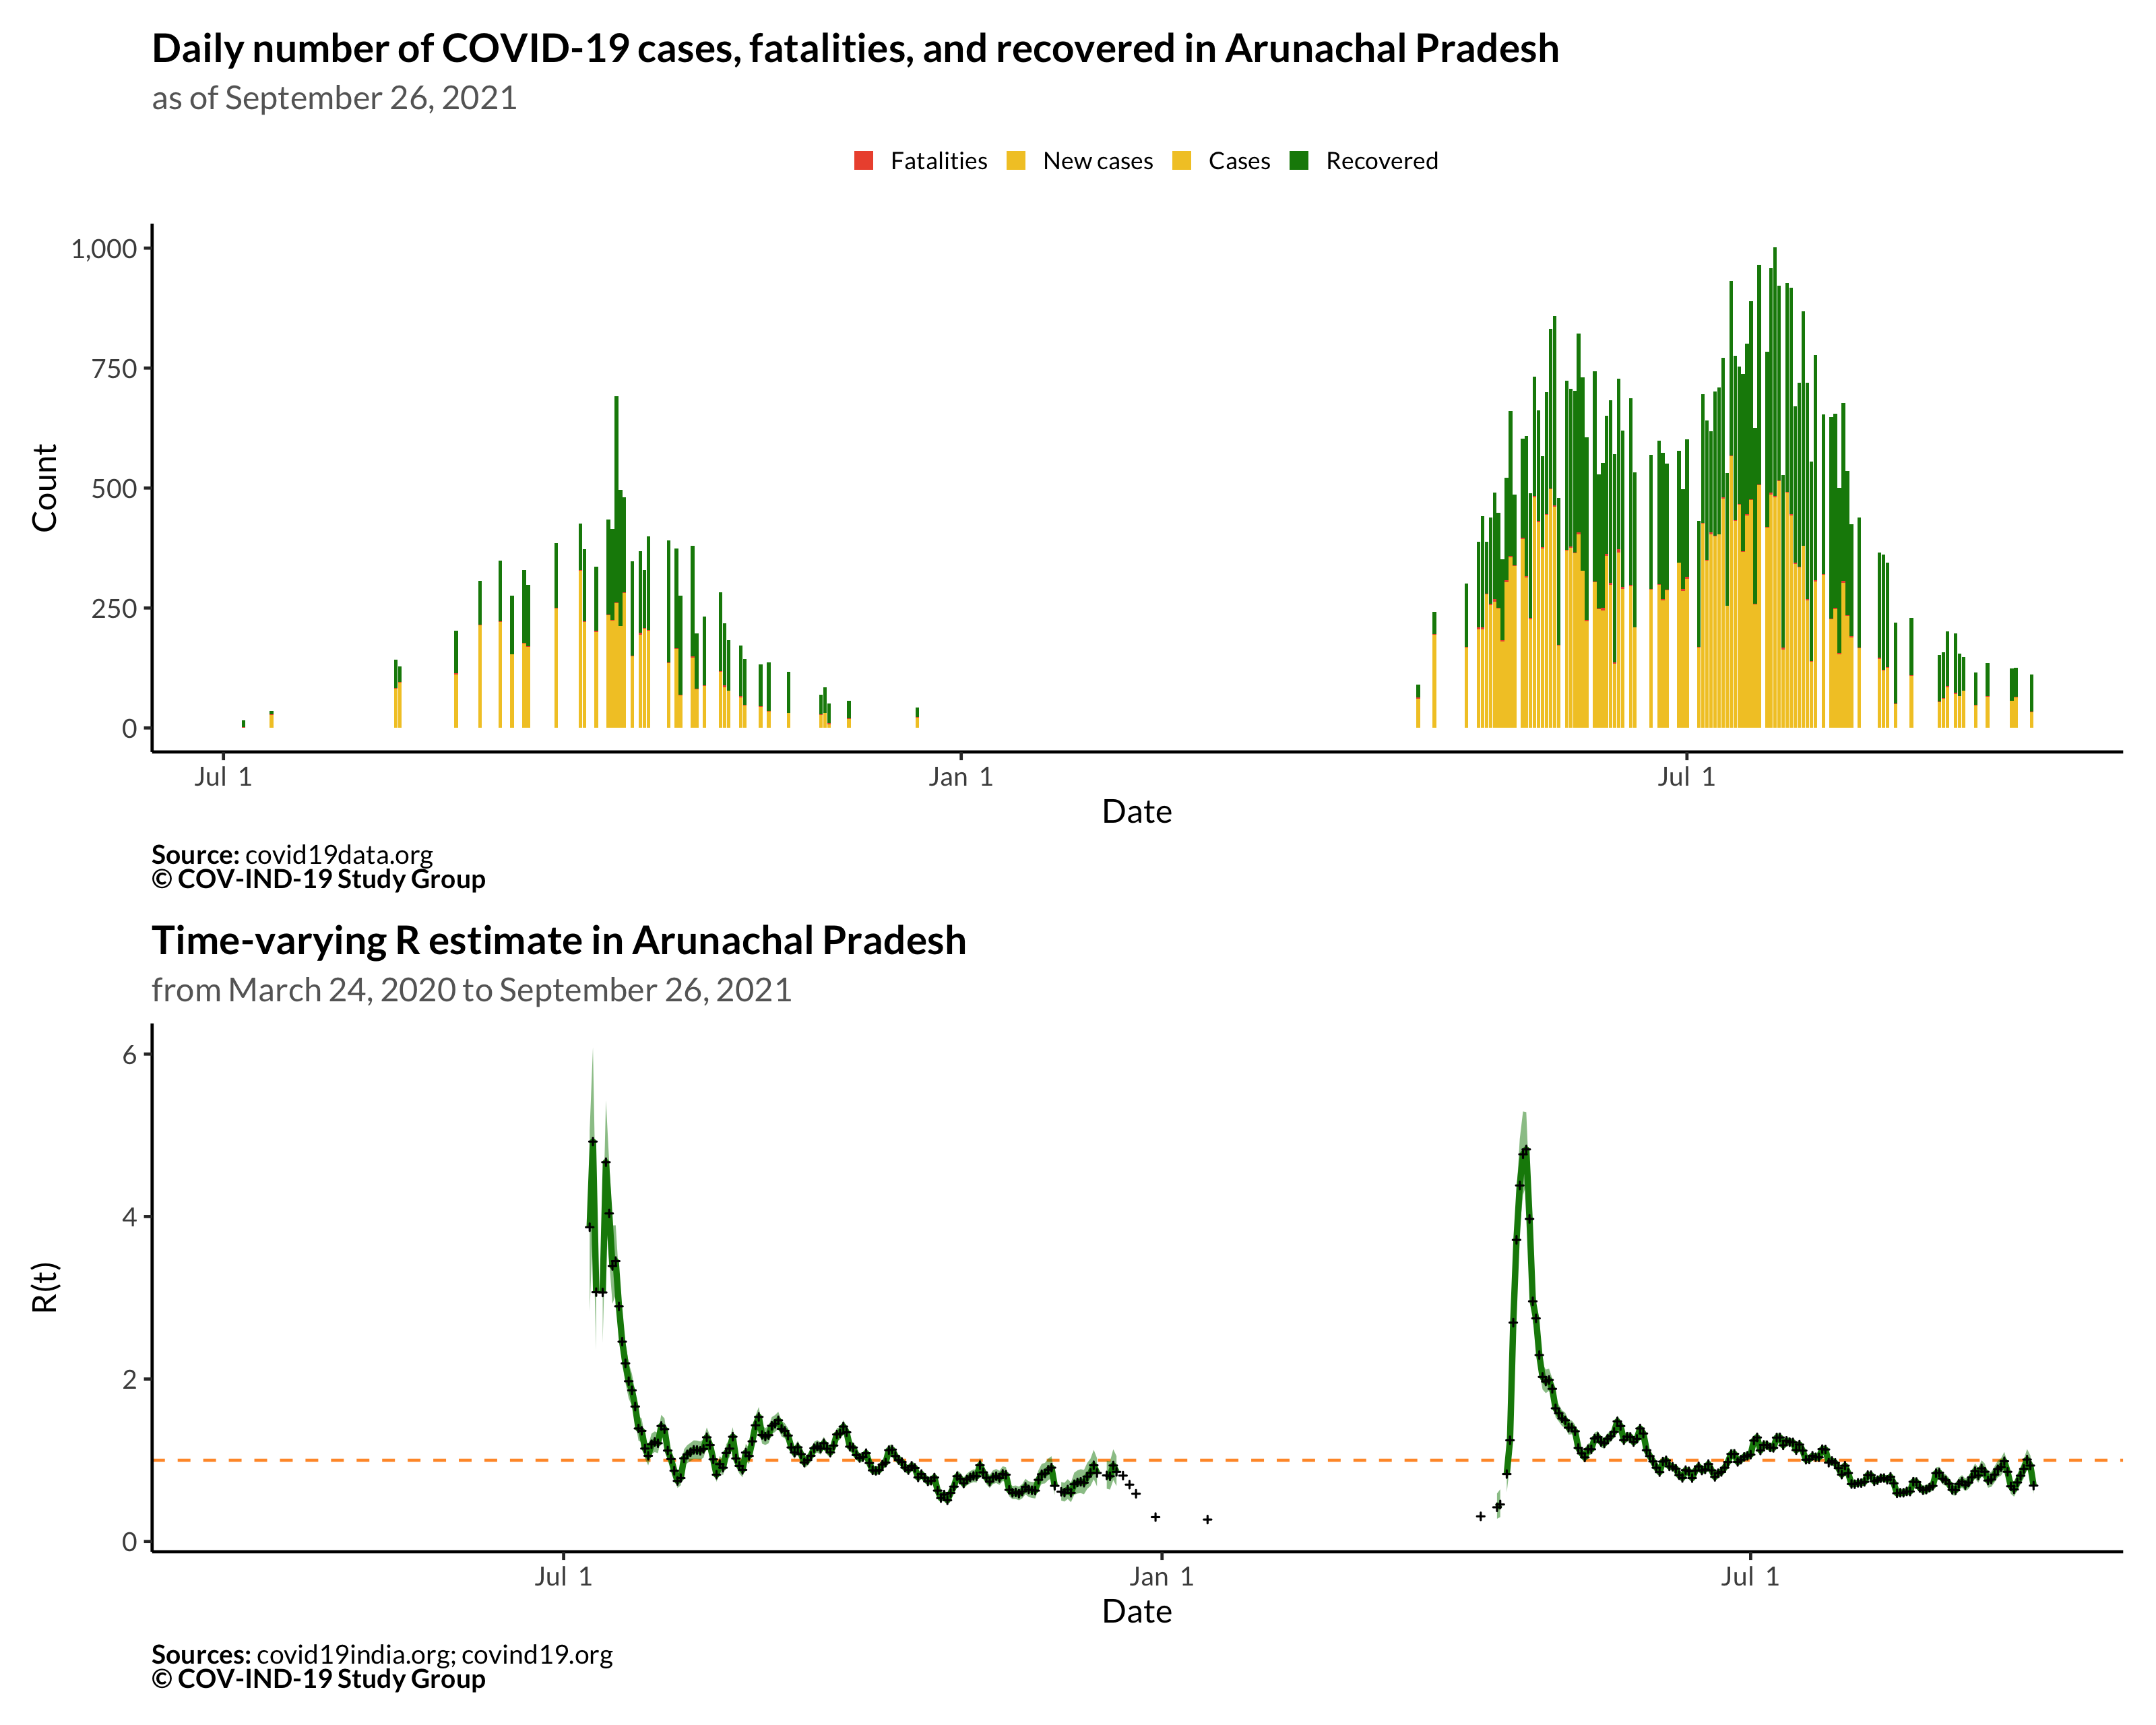 Daily number of COVID-19 cases, fatalities, and recovered in Arunachal Pradesh
as of September 26, 2021
Fatalities New cases Cases Recovered
1,000
750
500
250
0
Count
Jul 1 Jan 1 Jul 1
Date
Source: covid19data.org
© COV-IND-19 Study Group
Time-varying R estimate in Arunachal Pradesh
from March 24, 2020 to September 26, 2021
6
4
2
0
R(t)
Jul 1 Jan 1 Jul 1
Date
Sources: covid19india.org; covind19.org
© COV-IND-19 Study Group